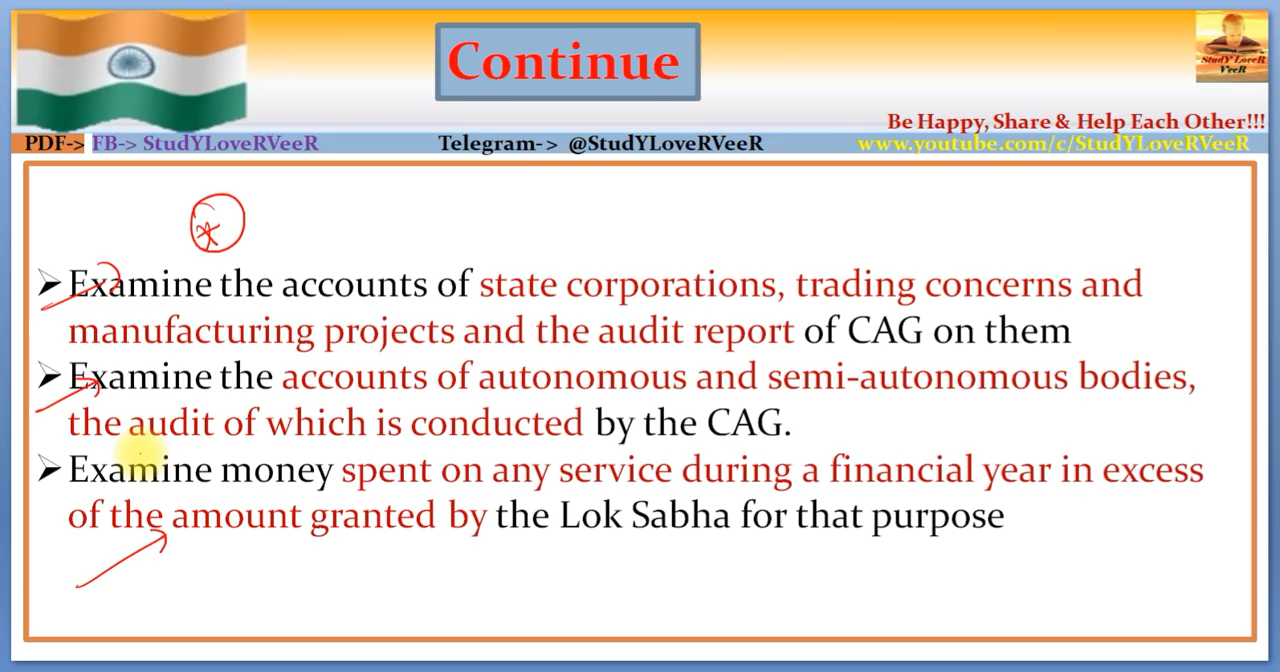 Continue
StudY LoveR
VeeR
Be Happy, Share & Help Each Other!!!
PDF-> FB-> StudYLoveRVeeR Telegram-> @StudYLoveRVeeR www.youtube.com/c/StudYLoveRVeeR
➤Examine the accounts of state corporations, trading concerns and
manufacturing projects and the audit report of CAG on them
➤Examine the accounts of autonomous and semi-autonomous bodies,
the audit of which is conducted by the CAG.
➤Examine money spent on any service during a financial year in excess
of the amount granted by the Lok Sabha for that purpose